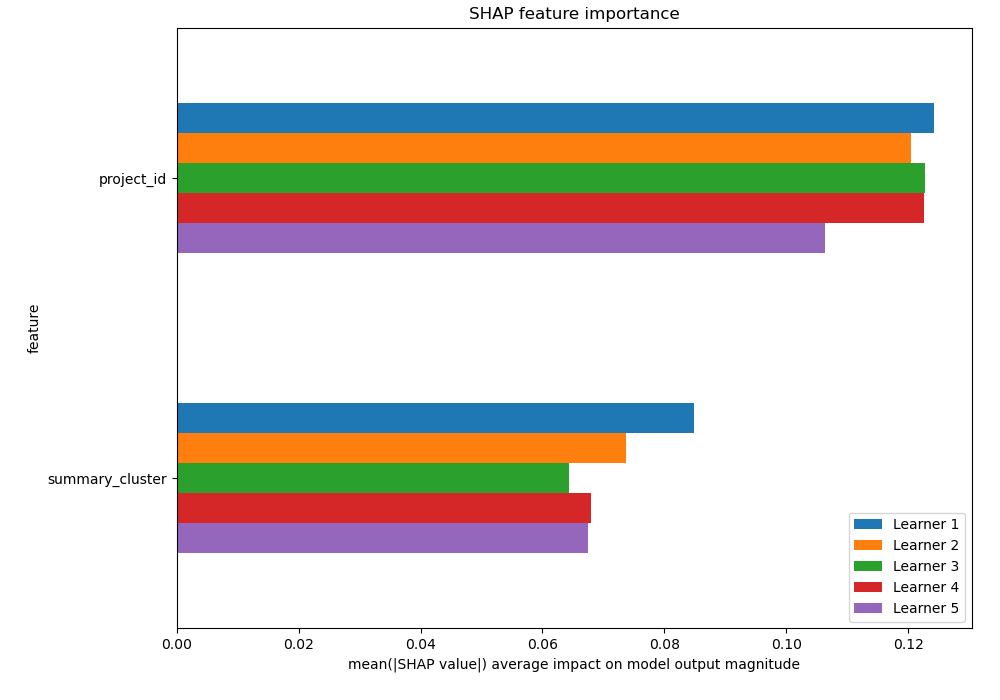 SHAP feature importance
project_id
feature
summary_cluster
Learner 1
Learner 2
Learner 3
Learner 4
Learner 5
0.00 0.02 0.04 0.06 0.08 0.10 0.12
mean(|SHAP value|) average impact on model output magnitude